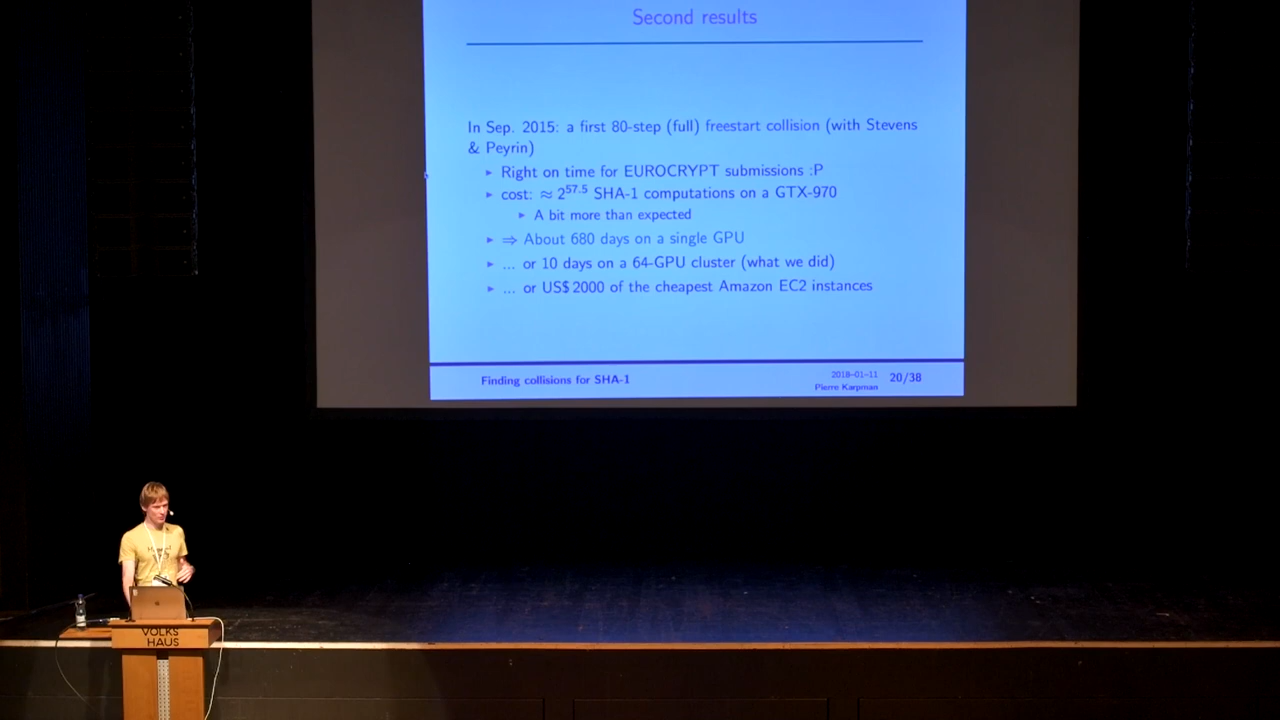 Second results
In Sep. 2015: a first 80-step (full) freestart collision (with Stevens
& Peyrin)
▸ Right on time for EUROCRYPT submissions :P
▸ cost: ≈ 2^57.5 SHA-1 computations on a GTX-970
▸ A bit more than expected
▸ ⇒ About 680 days on a single GPU
▸ ... or 10 days on a 64-GPU cluster (what we did)
▸ ... or US$ 2000 of the cheapest Amazon EC2 instances
Finding collisions for SHA-1
2018-01-11
Pierre Karpman
20/38
VOLKS
HAUS